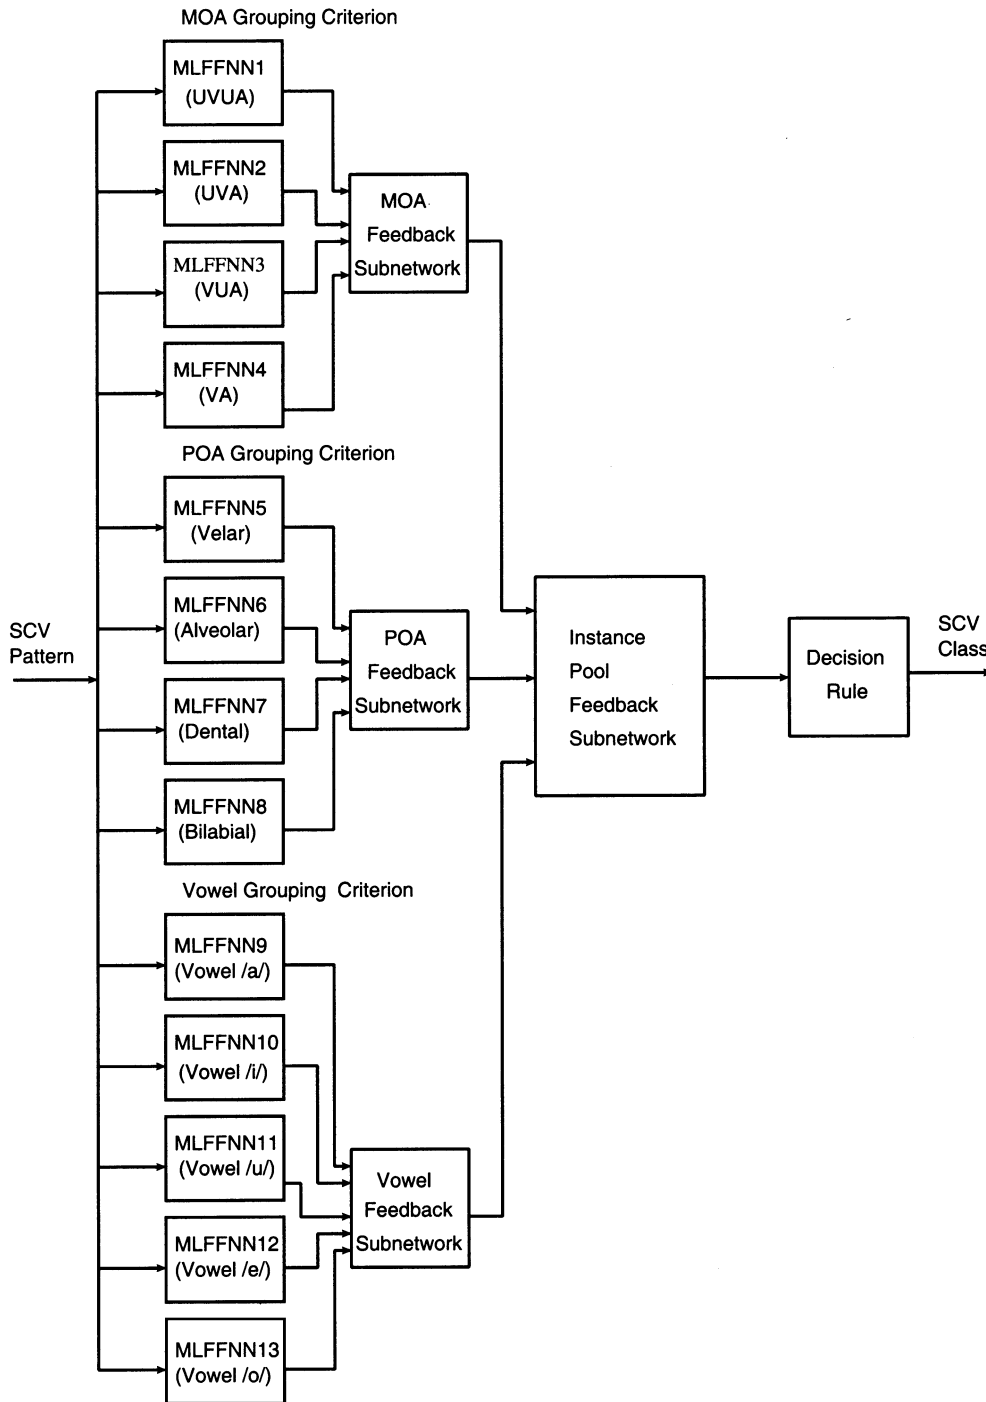 MOA Grouping Criterion
MLFFNN1
(UVUA)
MLFFNN2
(UVA)
MLFFNN3
(VUA)
MLFFNN4
(VA)
MOA
Feedback
Subnetwork
POA Grouping Criterion
MLFFNN5
(Velar)
MLFFNN6
(Alveolar)
MLFFNN7
(Dental)
MLFFNN8
(Bilabial)
POA
Feedback
Subnetwork
SCV
Pattern
Instance
Pool
Feedback
Subnetwork
Decision
Rule
SCV
Class
Vowel Grouping Criterion
MLFFNN9
(Vowel /a/)
MLFFNN10
(Vowel /i/)
MLFFNN11
(Vowel /u/)
MLFFNN12
(Vowel /e/)
MLFFNN13
(Vowel /o/)
Vowel
Feedback
Subnetwork